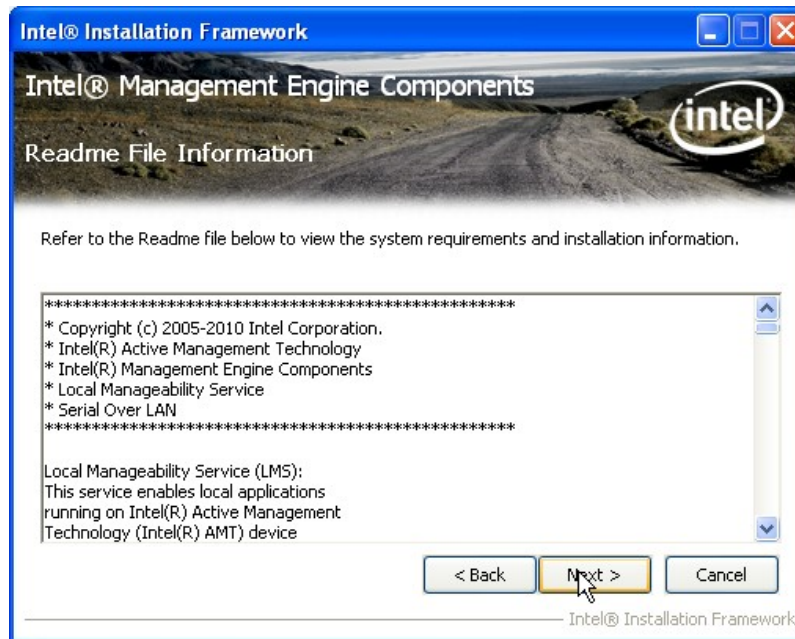 Intel® Installation Framework
Intel® Management Engine Components
intel
Readme File Information
Refer to the Readme file below to view the system requirements and installation information.
*****************************************************
* Copyright (c) 2005-2010 Intel Corporation.
* Intel(R) Active Management Technology
* Intel(R) Management Engine Components
* Local Manageability Service
* Serial Over LAN
*****************************************************
Local Manageability Service (LMS):
This service enables local applications
running on Intel(R) Active Management
Technology (Intel(R) AMT) device
< Back
Next >
Cancel
Intel® Installation Framework